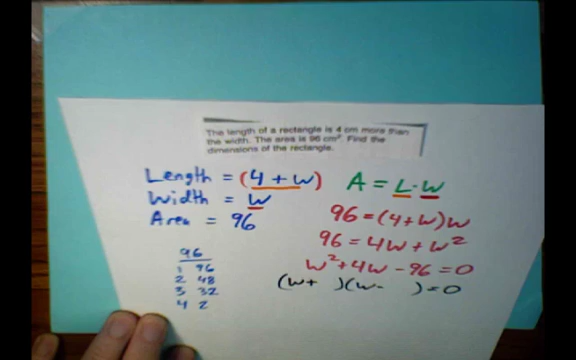 The length of a rectangle is 4 cm more than
the width. The area is 96 cm². Find the
dimensions of the rectangle.
Length = (4 + w)
Width = w
Area = 96
A = L · W
96 = (4+w)w
96 = 4w + w²
w² + 4w - 96 = 0
(w+ )(w- ) = 0
96
1 96
2 48
3 32
4 2